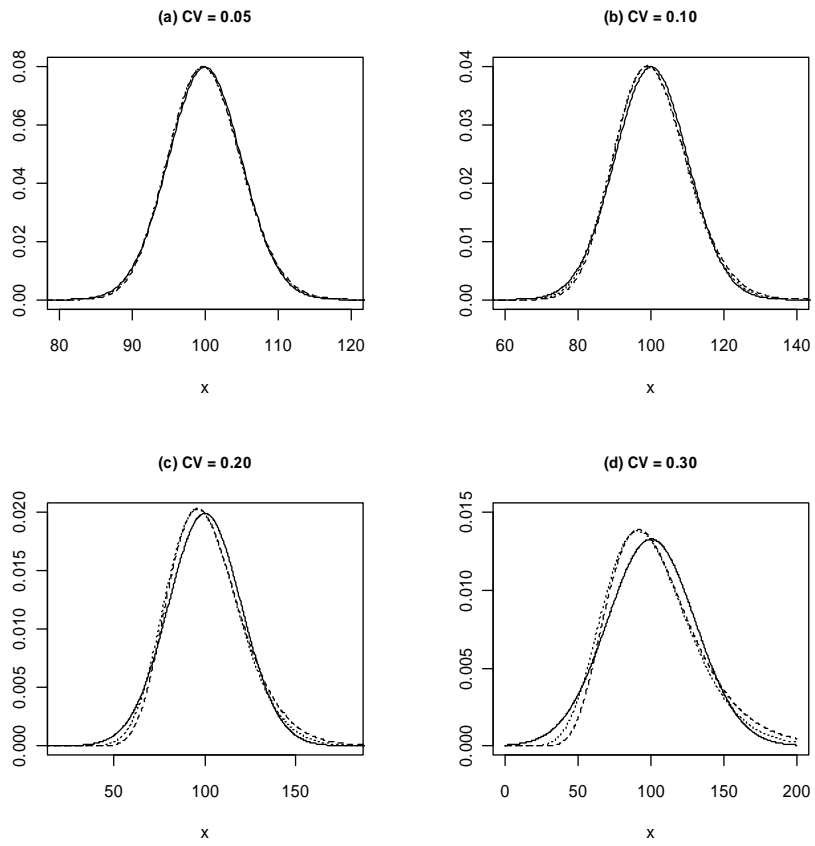 (a) CV = 0.05
0.00 0.02 0.04 0.06 0.08
80 90 100 110 120
x
(b) CV = 0.10
0.00 0.01 0.02 0.03 0.04
60 80 100 120 140
x
(c) CV = 0.20
0.000 0.005 0.010 0.015 0.020
50 100 150
x
(d) CV = 0.30
0.000 0.005 0.010 0.015
0 50 100 150 200
x